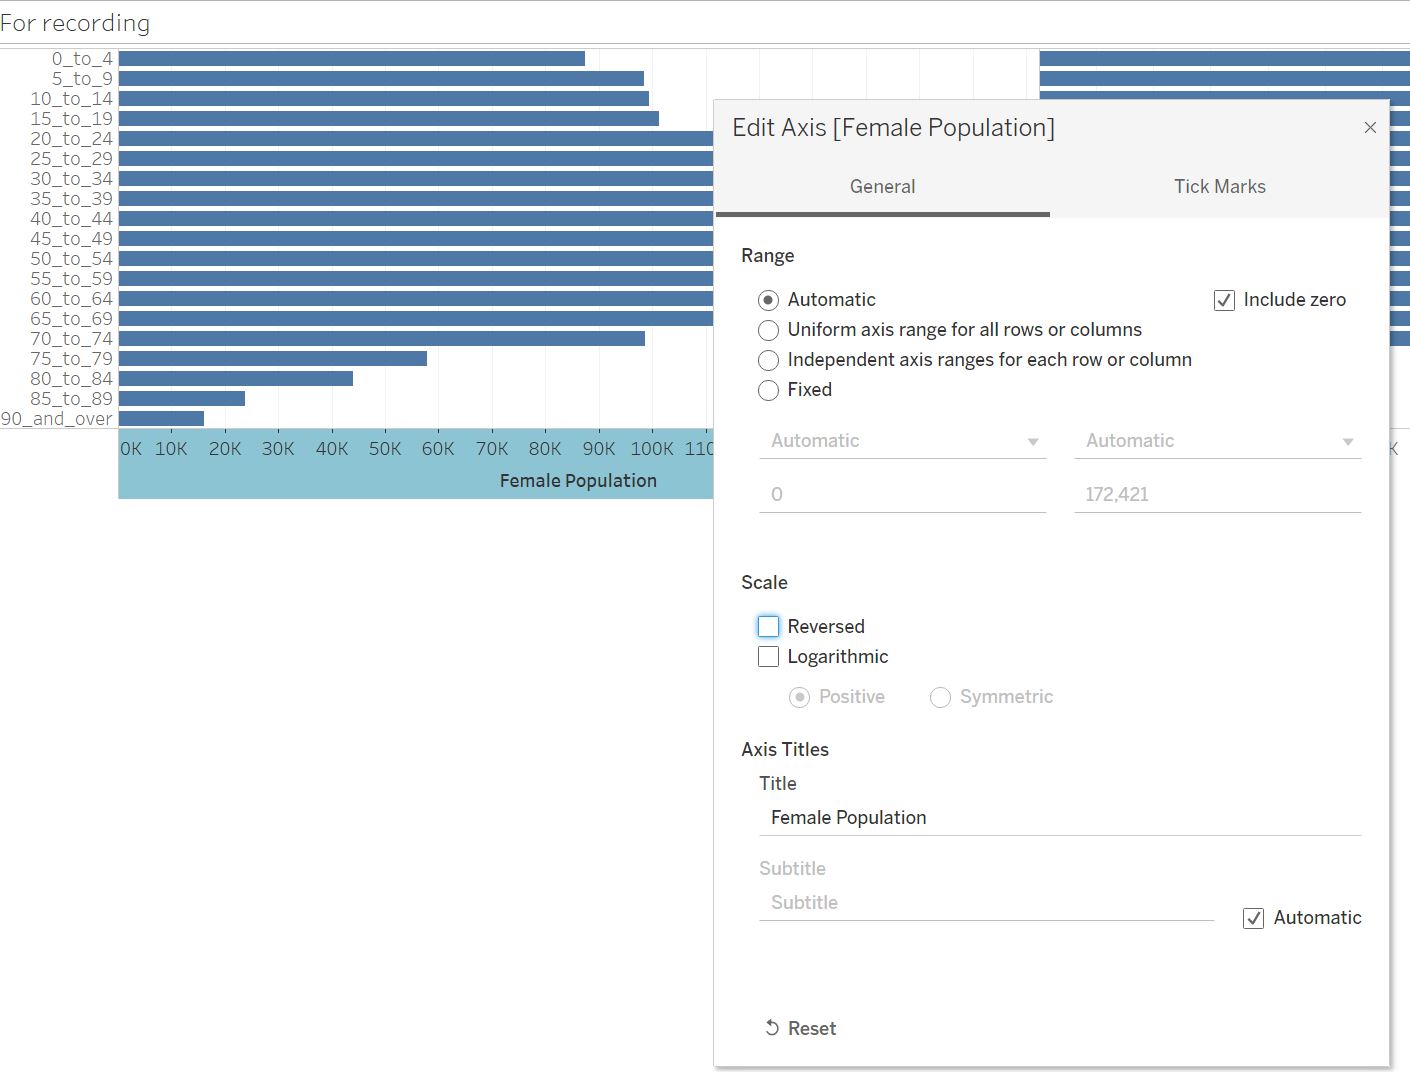 For recording
0_to_4
5_to_9
10_to_14
15_to_19
20_to_24
25_to_29
30_to_34
35_to_39
40_to_44
45_to_49
50_to_54
55_to_59
60_to_64
65_to_69
70_to_74
75_to_79
80_to_84
85_to_89
90_and_over
0K 10K 20K 30K 40K 50K 60K 70K 80K 90K 100K 110
Female Population
K
Edit Axis [Female Population]
General Tick Marks
Range
Automatic Include zero
Uniform axis range for all rows or columns
Independent axis ranges for each row or column
Fixed
Automatic Automatic
0 172,421
Scale
Reversed
Logarithmic
Positive Symmetric
Axis Titles
Title
Female Population
Subtitle
Subtitle
Automatic
Reset